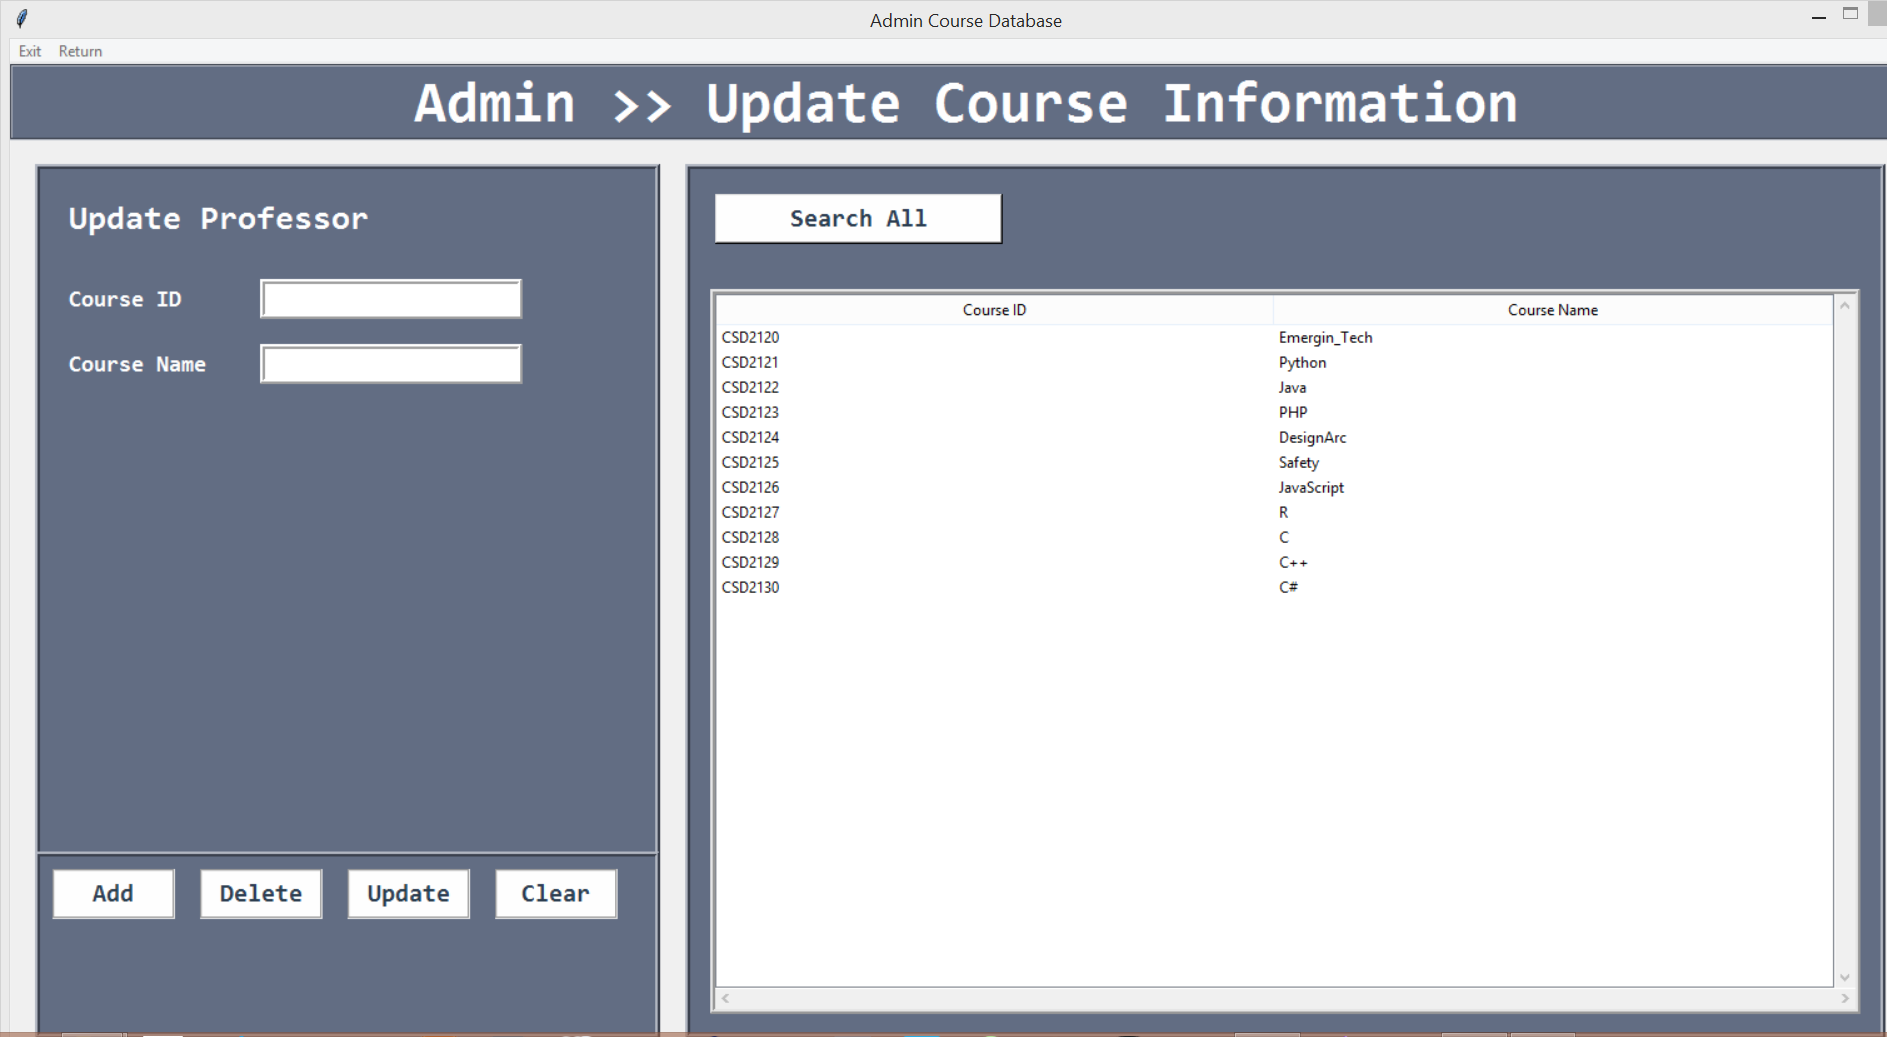 Admin Course Database
Exit Return
Admin >> Update Course Information
Update Professor
Course ID
Course Name
Add Delete Update Clear
Search All
Course ID Course Name
CSD2120 Emergin_Tech
CSD2121 Python
CSD2122 Java
CSD2123 PHP
CSD2124 DesignArc
CSD2125 Safety
CSD2126 JavaScript
CSD2127 R
CSD2128 C
CSD2129 C++
CSD2130 C#